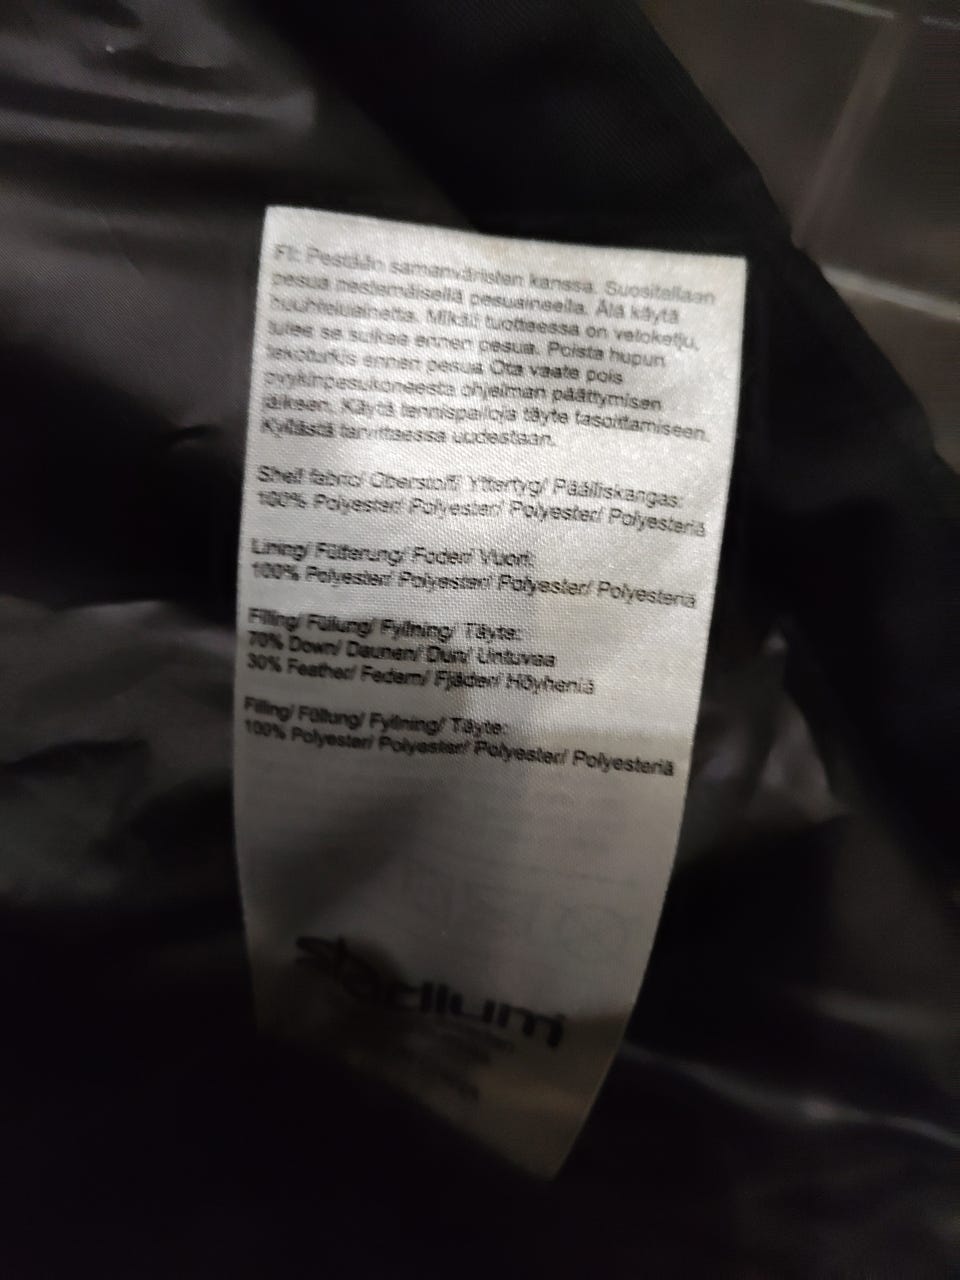 FI: Pestään samanväristen kanssa. Suositellaan
pesua nestemäisellä pesuaineella. Älä käytä
huuhteluainetta. Mikäli tuotteessa on vetoketju,
tulee se sulkea ennen pesua. Poista hupun
tekoturkis ennen pesua. Ota vaate pois
pyykinpesukoneesta ohjelman päättymisen
jälkeen. Käytä tennispalloja täyte tasoittamiseen.
Kyllästä tarvittaessa uudestaan.
Shell fabric/ Oberstoff/ Yttertyg/ Päälliskangas:
100% Polyester/ Polyester/ Polyester/ Polyesteriä
Lining/ Fütterung/ Foder/ Vuori:
100% Polyester/ Polyester/ Polyester/ Polyesteriä
Filling/ Füllung/ Fyllning/ Täyte:
70% Down/ Daunen/ Dun/ Untuvaa
30% Feather/ Federn/ Fjäder/ Höyheniä
Filling/ Füllung/ Fyllning/ Täyte:
100% Polyester/ Polyester/ Polyester/ Polyesteriä
stadium